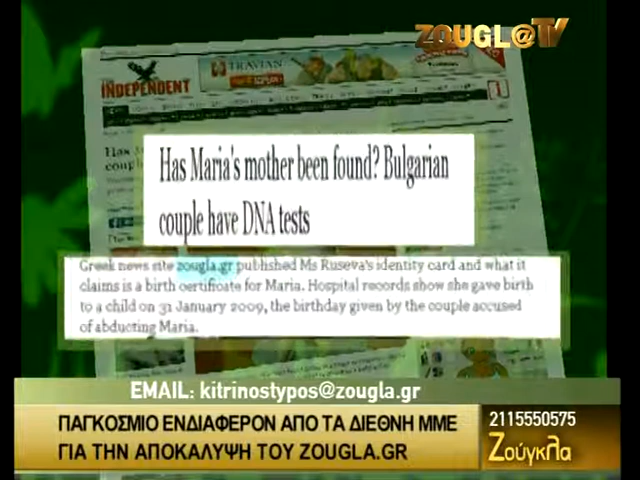 ZOUGL@TV
THE INDEPENDENT
TRAVIAN
Has Maria's mother been found? Bulgarian
couple have DNA tests
Greek news site zougla.gr published Ms Ruseva's identity card and what it
claims is a birth certificate for Maria. Hospital records show she gave birth
to a child on 31 January 2009, the birthday given by the couple accused
of abducting Maria.
EMAIL: kitrinostypos@zougla.gr
ΠΑΓΚΟΣΜΙΟ ΕΝΔΙΑΦΕΡΟΝ ΑΠΟ ΤΑ ΔΙΕΘΝΗ ΜΜΕ
ΓΙΑ ΤΗΝ ΑΠΟΚΑΛΥΨΗ ΤΟΥ ZOUGLA.GR
2115550575
Ζούγκλα